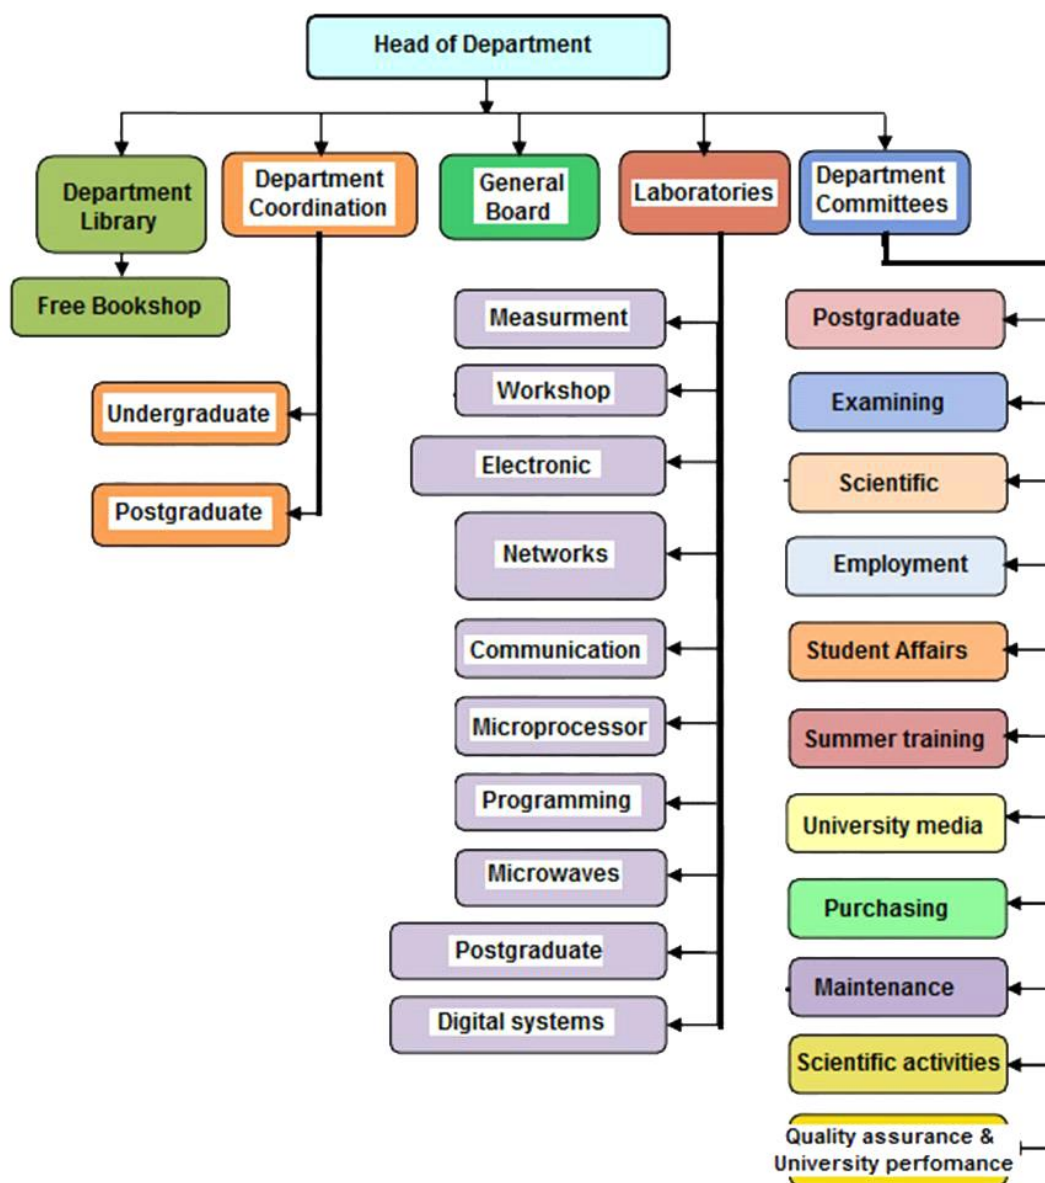 Head of Department
Department
Library
Department
Coordination
General
Board
Laboratories
Department
Committees
Free Bookshop
Undergraduate
Postgraduate
Measurment
Workshop
Electronic
Networks
Communication
Microprocessor
Programming
Microwaves
Postgraduate
Digital systems
Postgraduate
Examining
Scientific
Employment
Student Affairs
Summer training
University media
Purchasing
Maintenance
Scientific activities
Quality assurance &
University perfomance